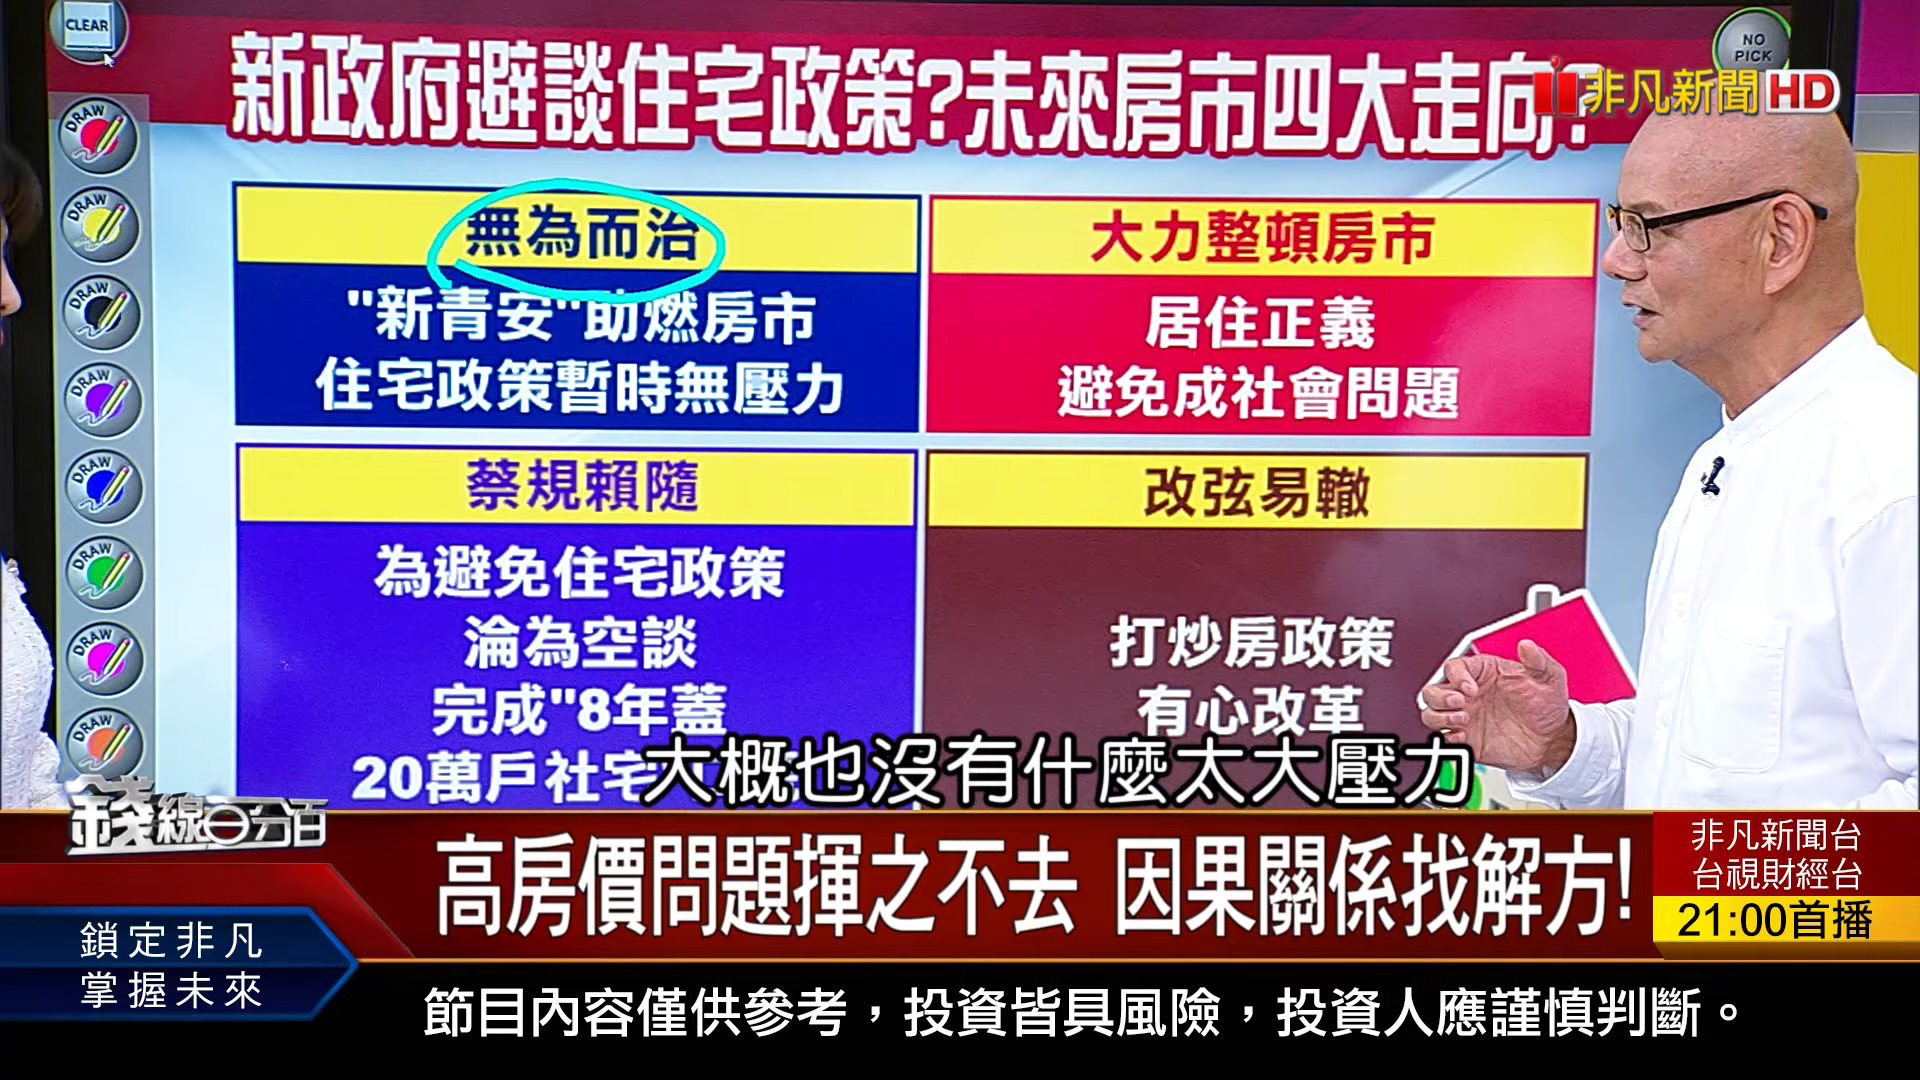 CLEAR
NO
PICK
新政府避談住宅政策?未來房市四大走向?
非凡新聞HD
DRAW
DRAW
DRAW
DRAW
DRAW
DRAW
DRAW
DRAW
無為而治
"新青安"助燃房市
住宅政策暫時無壓力
大力整頓房市
居住正義
避免成社會問題
蔡規賴隨
為避免住宅政策
淪為空談
完成"8年蓋
20萬戶社宅
改弦易轍
打炒房政策
有心改革
大概也沒有什麼太大壓力
錢線百分百
高房價問題揮之不去 因果關係找解方!
非凡新聞台
台視財經台
21:00首播
鎖定非凡
掌握未來
節目內容僅供參考，投資皆具風險，投資人應謹慎判斷。